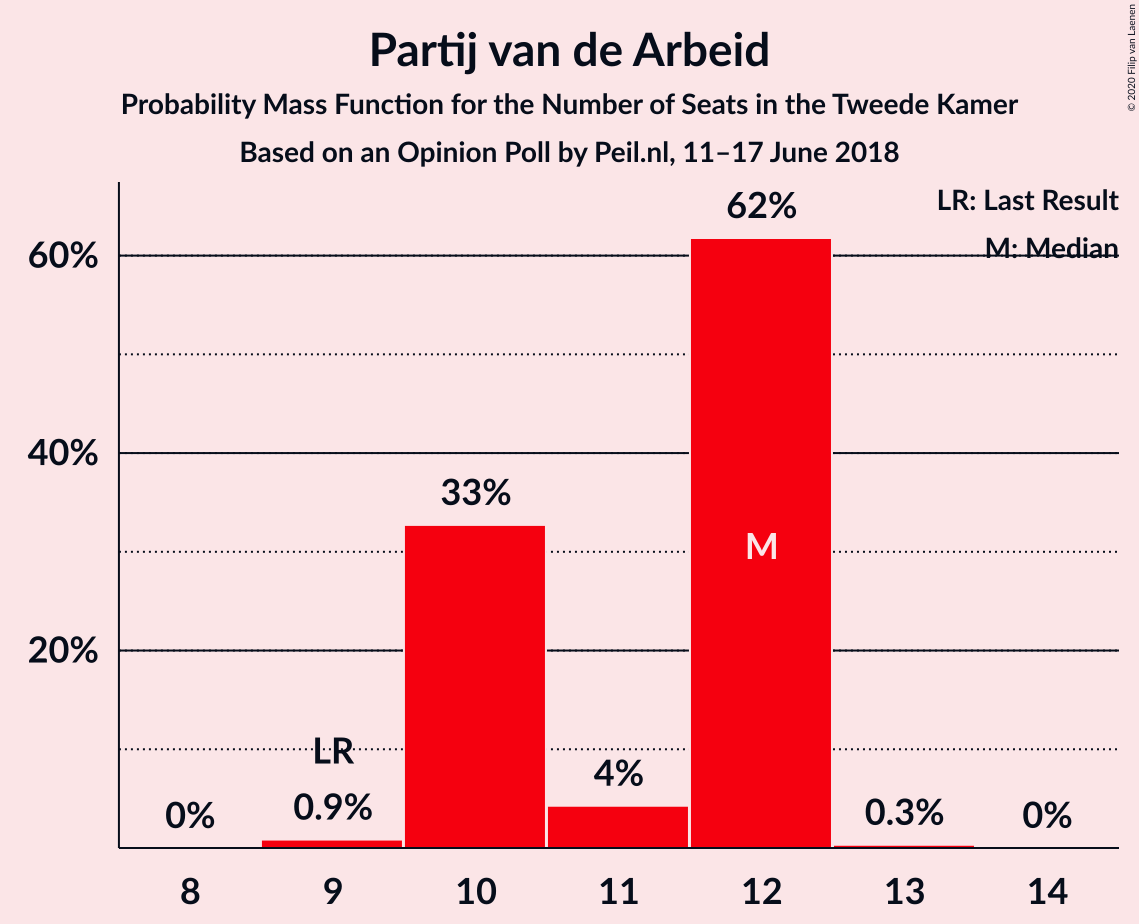 Partij van de Arbeid
Probability Mass Function for the Number of Seats in the Tweede Kamer
Based on an Opinion Poll by Peil.nl, 11–17 June 2018
© 2020 Filip van Laenen
LR: Last Result
M: Median
60%
40%
20%
0%
LR
0.9%
33%
4%
62%
M
0.3%
0%
8 9 10 11 12 13 14